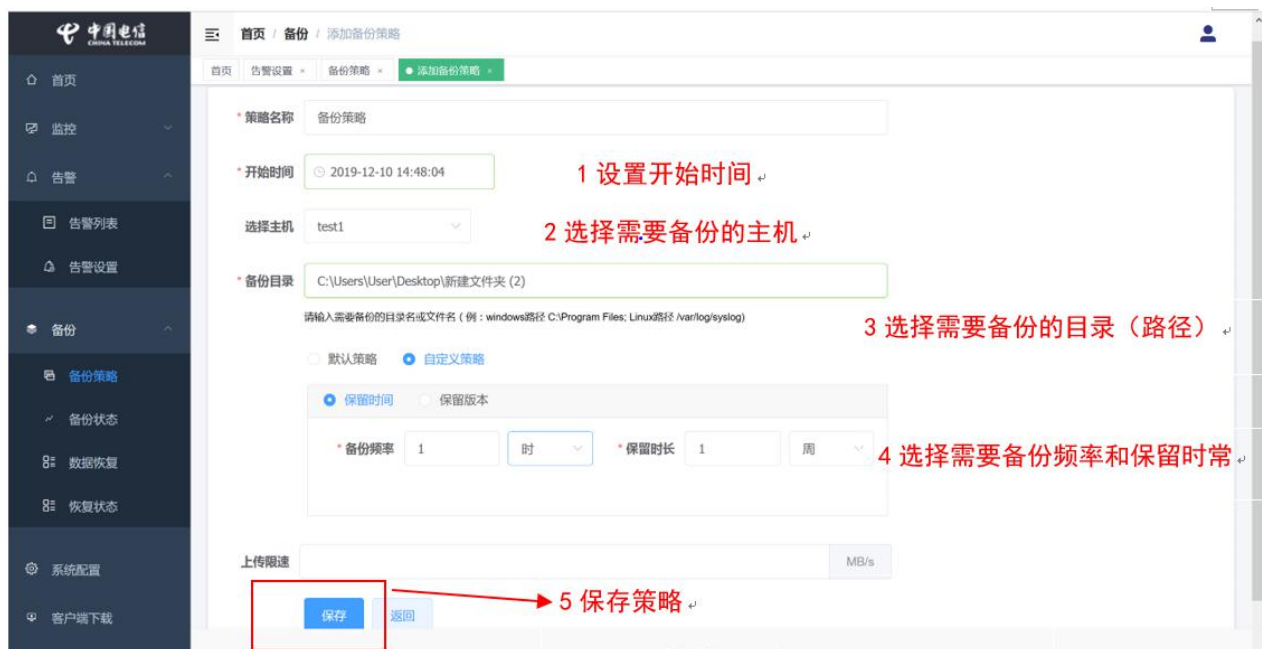 中国电信
CHINA TELECOM
首页 / 备份 / 添加备份策略
首页 告警设置 × 备份策略 × 添加备份策略 ×
首页
监控
告警
告警列表
告警设置
备份
备份策略
备份状态
数据恢复
恢复状态
系统配置
客户端下载
* 策略名称 备份策略
* 开始时间 2019-12-10 14:48:04
1 设置开始时间
选择主机 test1
2 选择需要备份的主机
* 备份目录 C:\Users\User\Desktop\新建文件夹 (2)
请输入需要备份的目录名或文件名 ( 例：windows路径 C:\Program Files; Linux路径 /var/log/syslog)
3 选择需要备份的目录（路径）
默认策略 自定义策略
保留时间 保留版本
* 备份频率 1 时 * 保留时长 1 周
4 选择需要备份频率和保留时常
上传限速 MB/s
5 保存策略
保存 返回